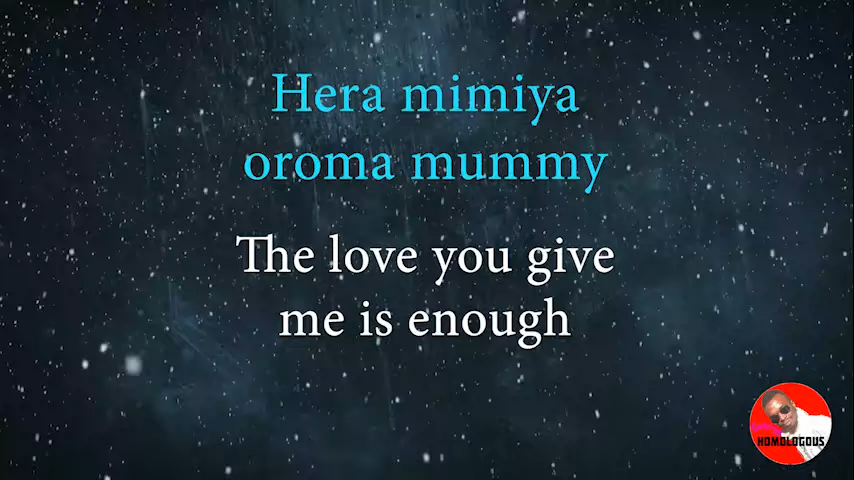 Hera mimiya
oroma mummy
The love you give
me is enough
HOMOLOGOUS